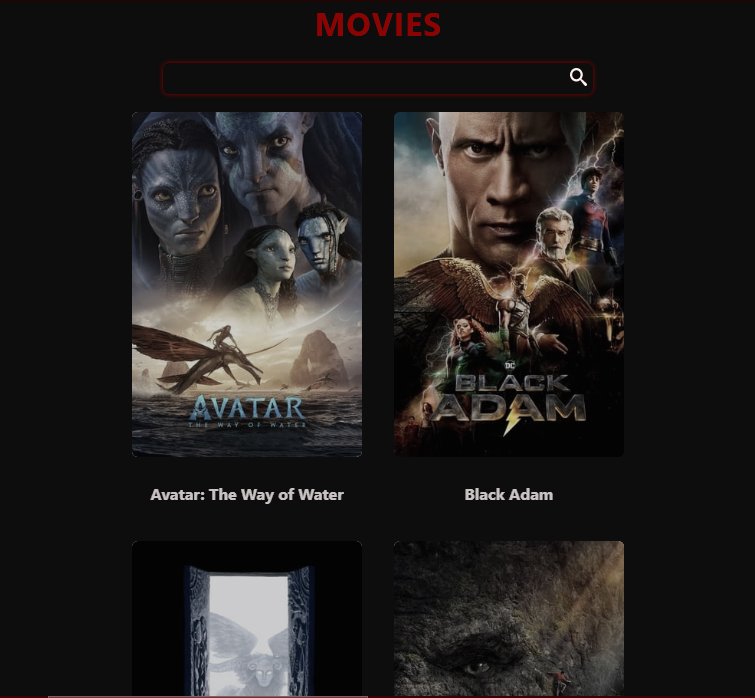 MOVIES
AVATAR
THE WAY OF WATER
DC
BLACK
ADAM
Avatar: The Way of Water
Black Adam